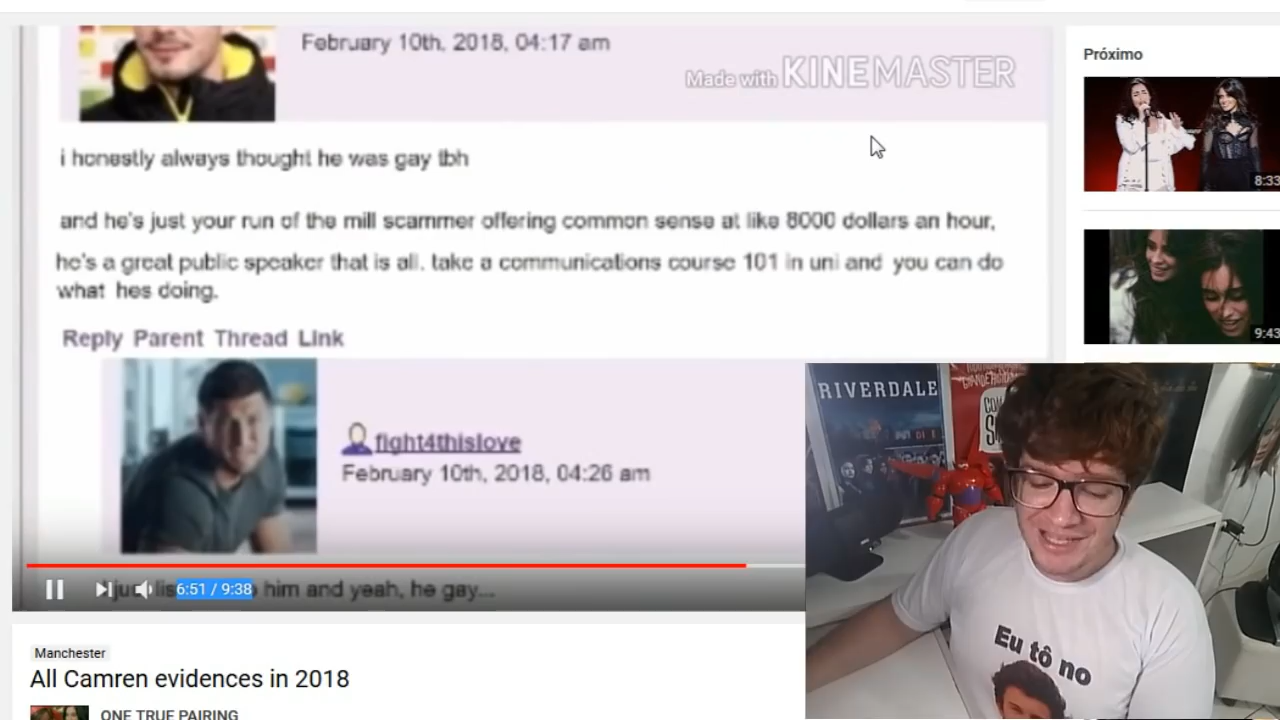 February 10th, 2018, 04:17 am
Made with KINEMASTER
i honestly always thought he was gay tbh
and he's just your run of the mill scammer offering common sense at like 8000 dollars an hour,
he's a great public speaker that is all. take a communications course 101 in uni and you can do
what hes doing.
Reply Parent Thread Link
fight4thislove
February 10th, 2018, 04:26 am
6:51 / 9:38
him and yeah, he gay...
Manchester
All Camren evidences in 2018
ONE TRUE PAIRING
Próximo
8:33
9:43
RIVERDALE
Eu tô no